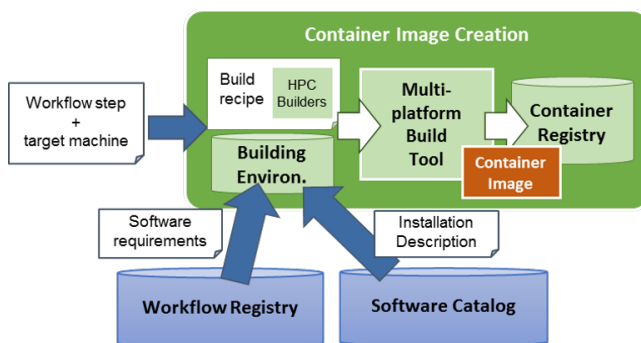 Container Image Creation
Workflow step
+
target machine
Build
recipe
HPC
Builders
Building
Environ.
Multi-
platform
Build
Tool
Container
Registry
Container
Image
Software
requirements
Installation
Description
Workflow Registry
Software Catalog